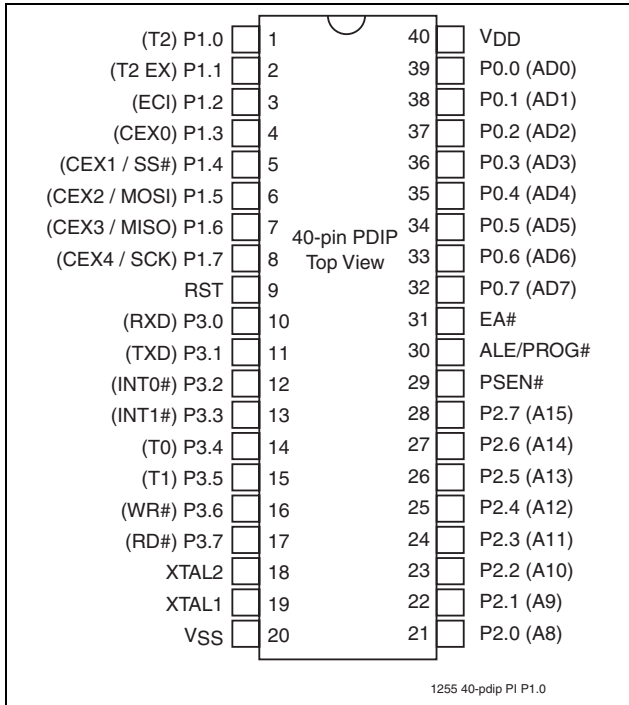 (T2) P1.0 1 40 VDD
(T2 EX) P1.1 2 39 P0.0 (AD0)
(ECI) P1.2 3 38 P0.1 (AD1)
(CEX0) P1.3 4 37 P0.2 (AD2)
(CEX1 / SS#) P1.4 5 36 P0.3 (AD3)
(CEX2 / MOSI) P1.5 6 35 P0.4 (AD4)
(CEX3 / MISO) P1.6 7 34 P0.5 (AD5)
40-pin PDIP
(CEX4 / SCK) P1.7 8 Top View 33 P0.6 (AD6)
RST 9 32 P0.7 (AD7)
(RXD) P3.0 10 31 EA#
(TXD) P3.1 11 30 ALE/PROG#
(INT0#) P3.2 12 29 PSEN#
(INT1#) P3.3 13 28 P2.7 (A15)
(T0) P3.4 14 27 P2.6 (A14)
(T1) P3.5 15 26 P2.5 (A13)
(WR#) P3.6 16 25 P2.4 (A12)
(RD#) P3.7 17 24 P2.3 (A11)
XTAL2 18 23 P2.2 (A10)
XTAL1 19 22 P2.1 (A9)
VSS 20 21 P2.0 (A8)
1255 40-pdip PI P1.0